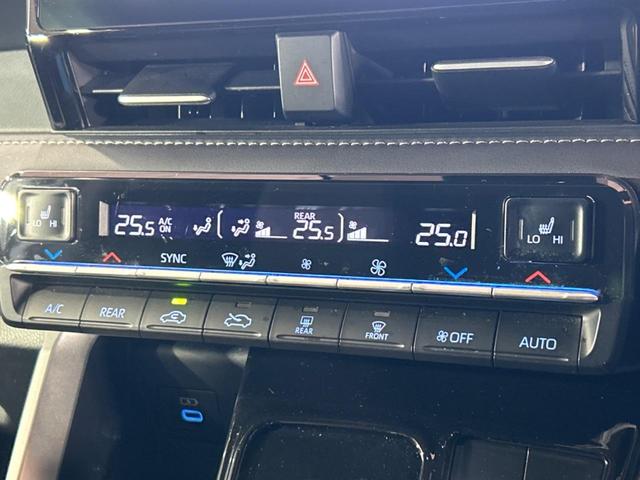 LO HI
25.5 A/C ON
REAR 25.5
25.0
LO HI
SYNC
A/C REAR REAR FRONT OFF AUTO